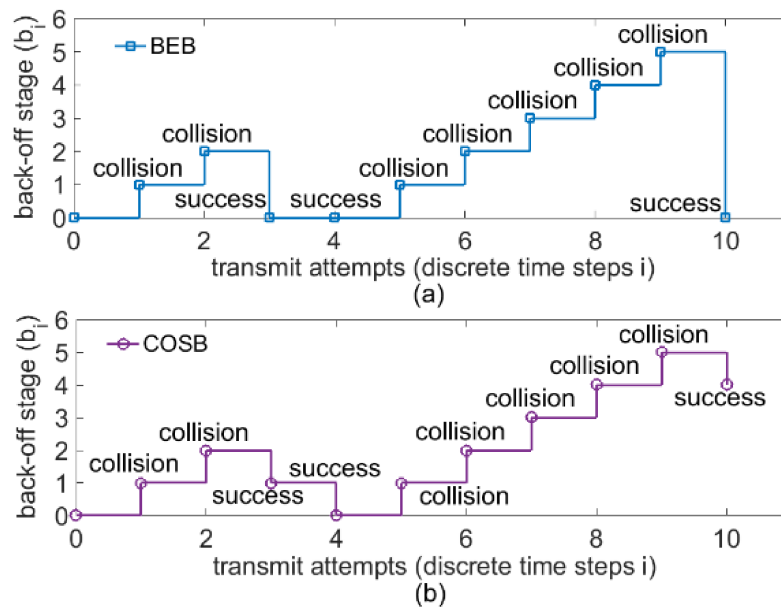 6
5
4
3
2
1
0
back-off stage (bᵢ)
BEB
collision
collision
success
success
collision
collision
collision
collision
collision
success
0 2 4 6 8 10
transmit attempts (discrete time steps i)
(a)
6
5
4
3
2
1
0
back-off stage (bᵢ)
COSB
collision
collision
success
success
collision
collision
collision
collision
collision
success
0 2 4 6 8 10
transmit attempts (discrete time steps i)
(b)